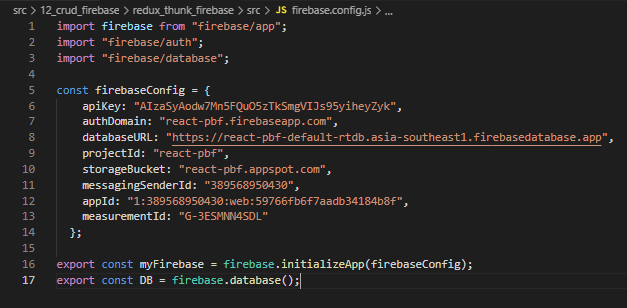 src > 12_crud_firebase > redux_thunk_firebase > src > JS firebase.config.js > ...
1 import firebase from "firebase/app";
2 import "firebase/auth";
3 import "firebase/database";
4
5 const firebaseConfig = {
6 apiKey: "AIzaSyAodw7Mn5FQuO5zTkSmgVIJs95yiheyZyk",
7 authDomain: "react-pbf.firebaseapp.com",
8 databaseURL: "https://react-pbf-default-rtdb.asia-southeast1.firebasedatabase.app",
9 projectId: "react-pbf",
10 storageBucket: "react-pbf.appspot.com",
11 messagingSenderId: "389568950430",
12 appId: "1:389568950430:web:59766fb6f7aadb34184b8f",
13 measurementId: "G-3ESMNN4SDL"
14 };
15
16 export const myFirebase = firebase.initializeApp(firebaseConfig);
17 export const DB = firebase.database();